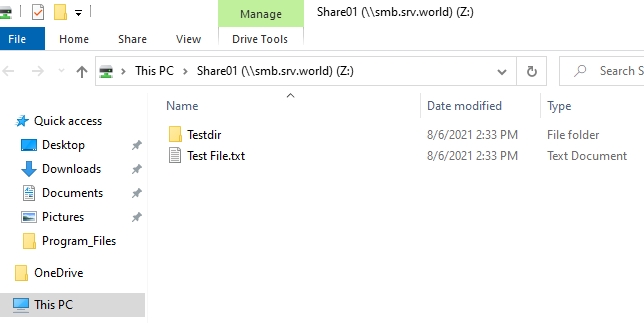 Manage
Share01 (\\smb.srv.world) (Z:)
File
Home
Share
View
Drive Tools
This PC
Share01 (\\smb.srv.world) (Z:)
Search S
Name
Date modified
Type
Quick access
Desktop
Downloads
Documents
Pictures
Program_Files
OneDrive
This PC
Testdir
8/6/2021 2:33 PM
File folder
Test File.txt
8/6/2021 2:33 PM
Text Document